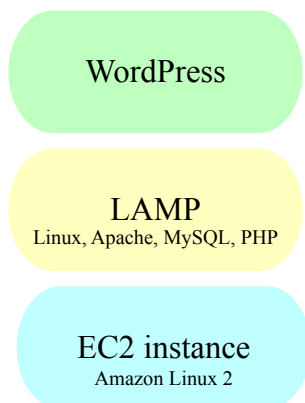 WordPress
LAMP
Linux, Apache, MySQL, PHP
EC2 instance
Amazon Linux 2